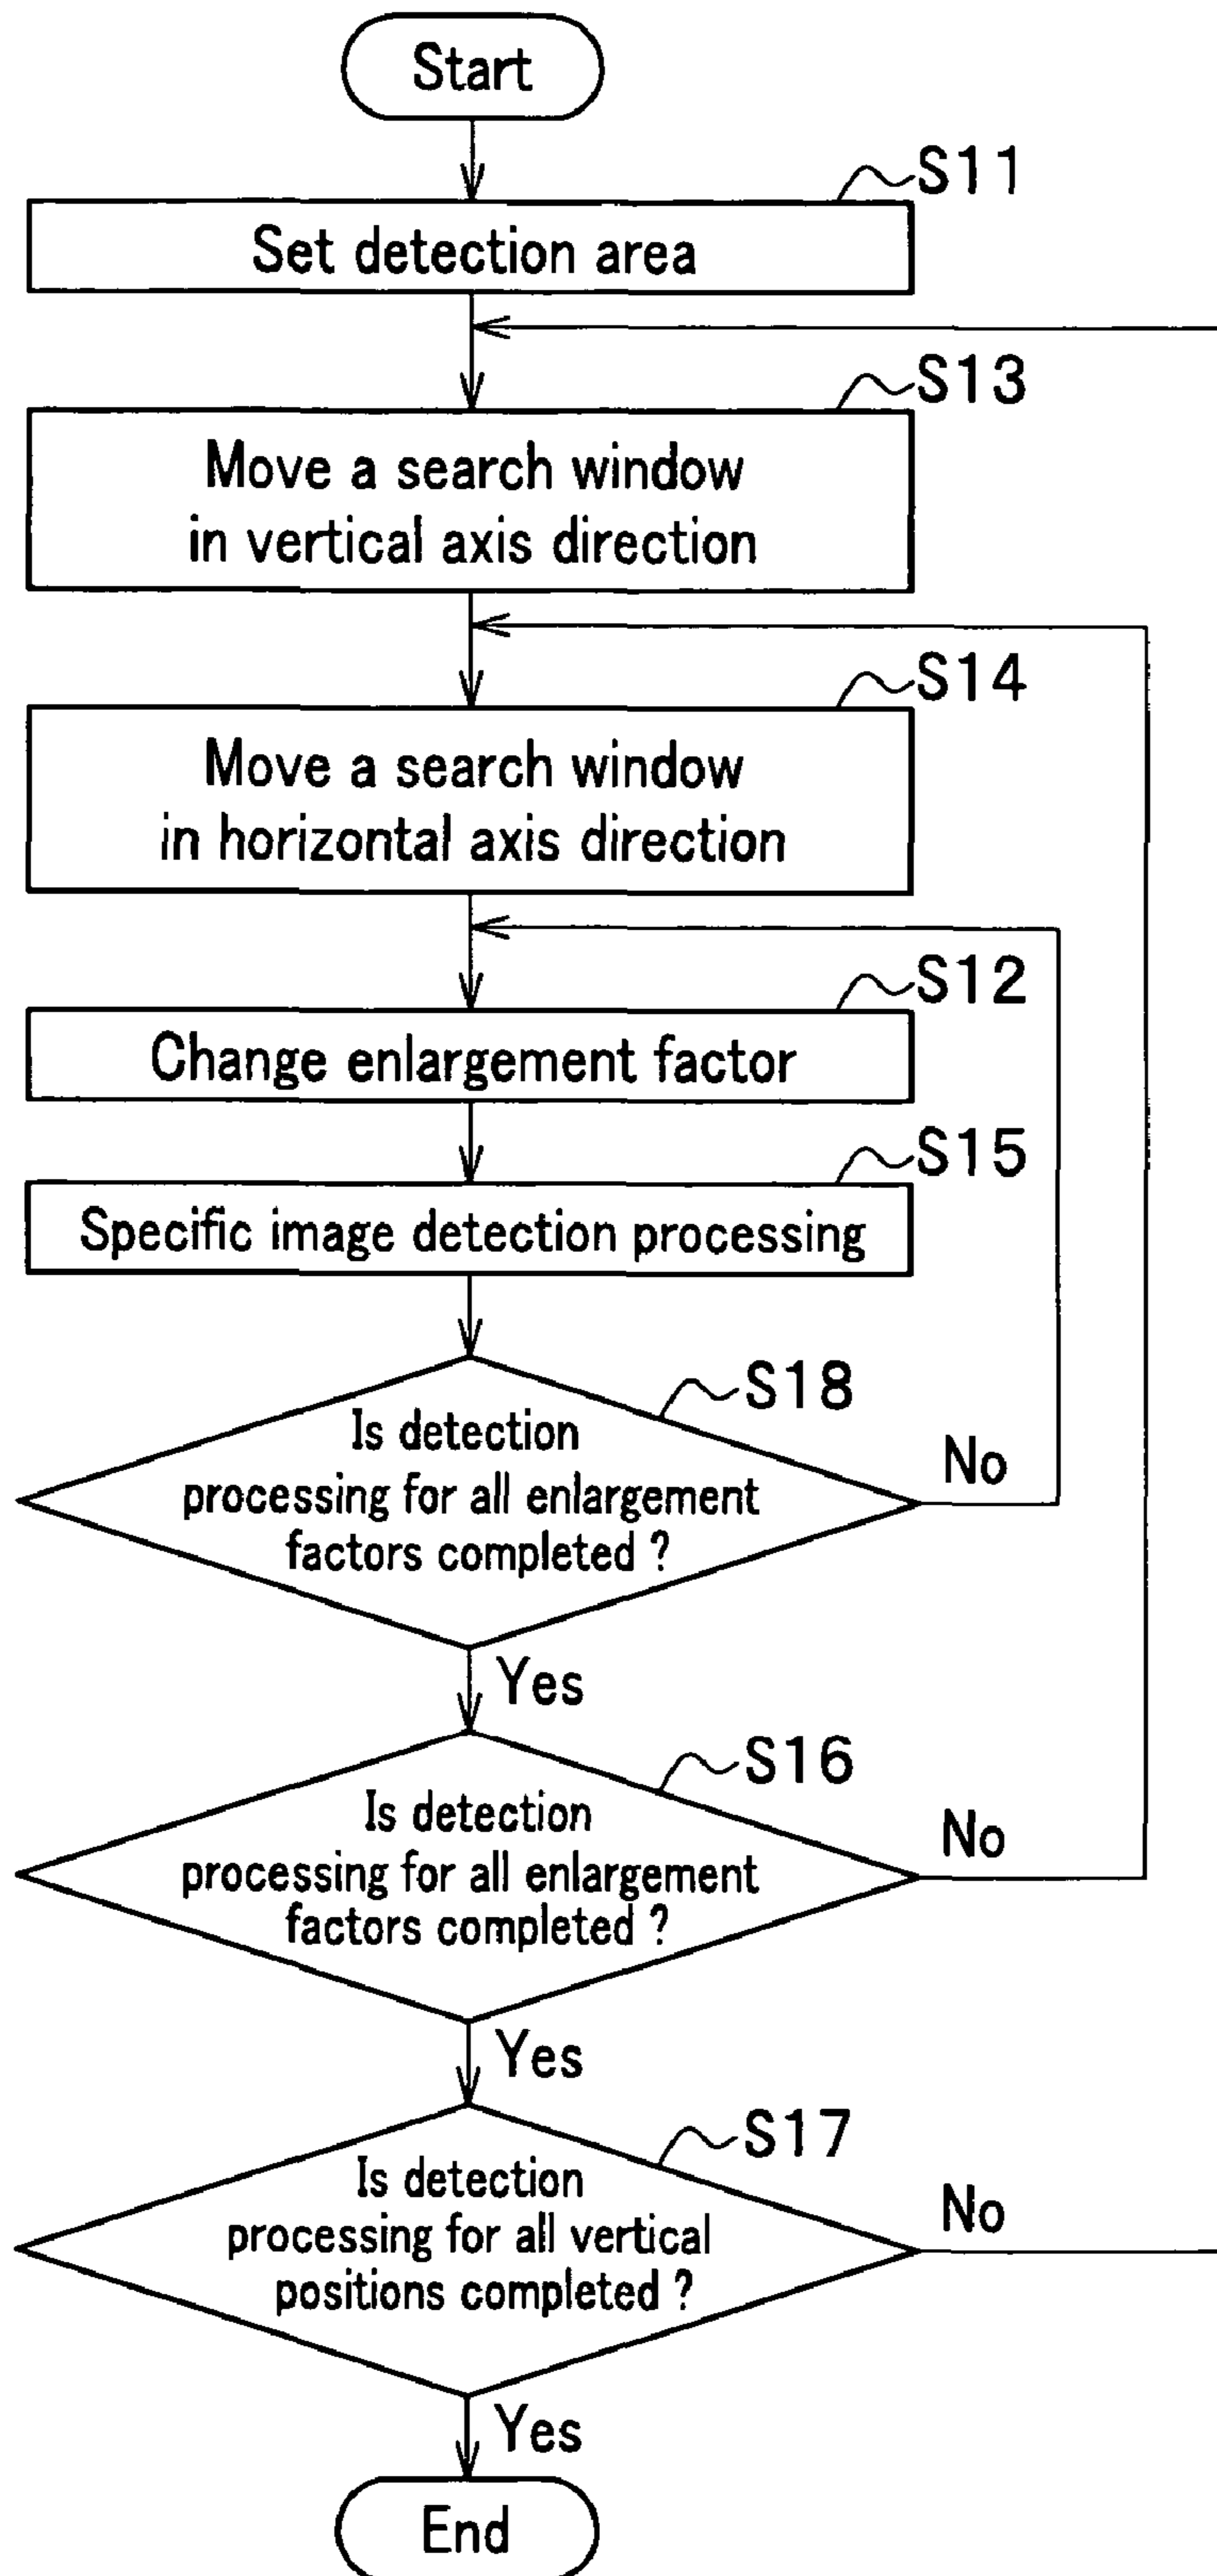 Start
S11
Set detection area
S13
Move a search window
in vertical axis direction
S14
Move a search window
in horizontal axis direction
S12
Change enlargement factor
S15
Specific image detection processing
S18
Is detection
processing for all enlargement
factors completed ?
No
Yes
S16
Is detection
processing for all enlargement
factors completed ?
No
Yes
S17
Is detection
processing for all vertical
positions completed ?
No
Yes
End